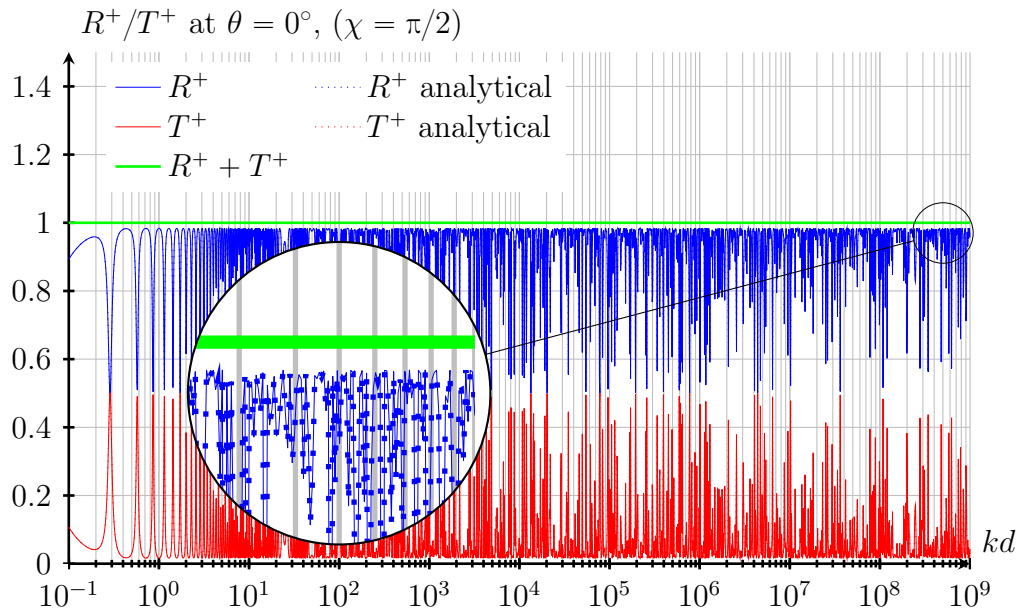 R⁺/T⁺ at θ = 0°, (χ = π/2)
1.4
1.2
1
0.8
0.6
0.4
0.2
0
R⁺
R⁺ analytical
T⁺
T⁺ analytical
R⁺ + T⁺
kd
10⁻¹ 10⁰ 10¹ 10² 10³ 10⁴ 10⁵ 10⁶ 10⁷ 10⁸ 10⁹